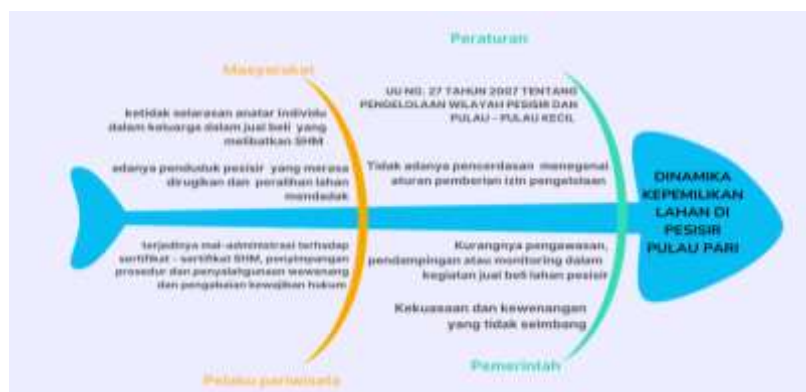 Peraturan
Masyarakat
UU NO. 27 TAHUN 2007 TENTANG
PENGELOLAAN WILAYAH PESISIR DAN
PULAU - PULAU KECIL
ketidak selarasan anatar individu
dalam keluarga dalam jual beli yang
melibatkan SHM
adanya penduduk pesisir yang merasa
dirugikan dan peralihan lahan
mendadak
Tidak adanya pencerdasan menegenai
aturan pemberian izin pengelolaan
DINAMIKA
KEPEMILIKAN
LAHAN DI
PESISIR
PULAU PARI
terjadinya mal-administrasi terhadap
sertifikat - sertifikat SHM, penyimpangan
prosedur dan penyalahgunaan wewenang
dan pengabaian kewajikan hukum
Kurangnya pengawasan,
pendampingan atau monitoring dalam
kegiatan jual beli lahan pesisir
Kekuasaan dan kewenangan
yang tidak seimbang
Pemerintah
Pelaku pariwisata